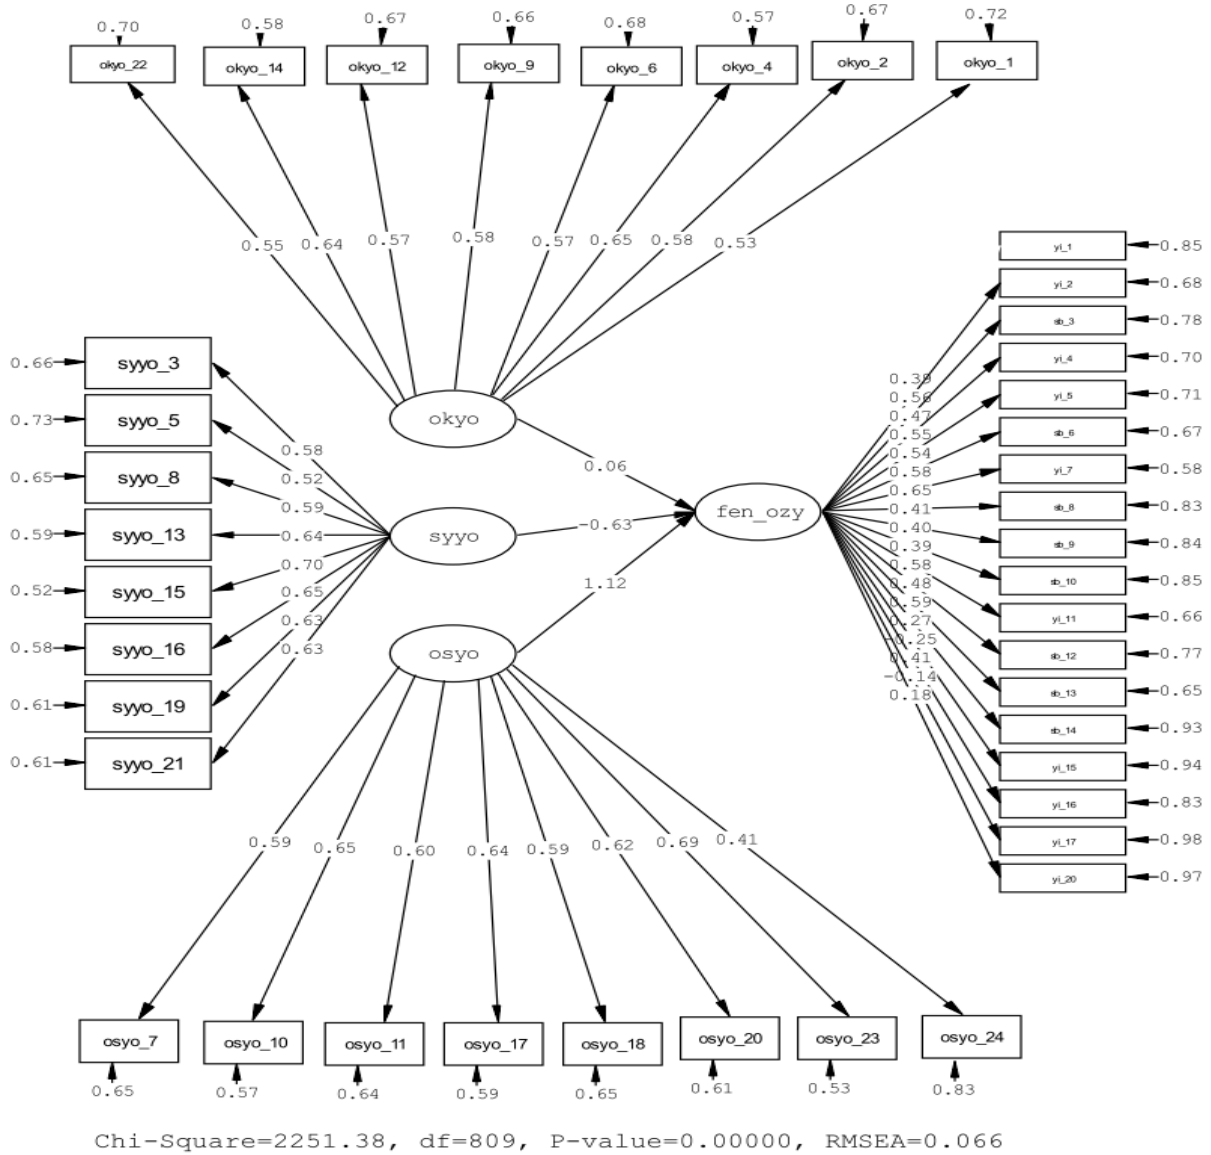 0.70 0.58 0.67 0.66 0.68 0.57 0.67 0.72
okyo_22 okyo_14 okyo_12 okyo_9 okyo_6 okyo_4 okyo_2 okyo_1
0.55 0.64 0.57 0.58 0.57 0.65 0.58 0.53
0.66 syyo_3
0.73 syyo_5
0.65 syyo_8
0.59 syyo_13
0.52 syyo_15
0.58 syyo_16
0.61 syyo_19
0.61 syyo_21
0.58
0.52
0.59
0.64
0.70
0.65
0.63
0.63
okyo
syyo
osyo
0.06
-0.63
1.12
fen_ozy
0.39
0.56
0.47
0.55
0.54
0.58
0.65
0.41
0.40
0.39
0.58
0.48
0.59
0.27
-0.25
0.41
-0.14
0.18
yi_1 0.85
yi_2 0.68
sb_3 0.78
yi_4 0.70
yi_5 0.71
sb_6 0.67
yi_7 0.58
sb_8 0.83
sb_9 0.84
sb_10 0.85
yi_11 0.66
sb_12 0.77
sb_13 0.65
sb_14 0.93
yi_15 0.94
yi_16 0.83
yi_17 0.98
yi_20 0.97
0.59 0.65 0.60 0.64 0.59 0.62 0.69 0.41
osyo_7 osyo_10 osyo_11 osyo_17 osyo_18 osyo_20 osyo_23 osyo_24
0.65 0.57 0.64 0.59 0.65 0.61 0.53 0.83
Chi-Square=2251.38, df=809, P-value=0.00000, RMSEA=0.066